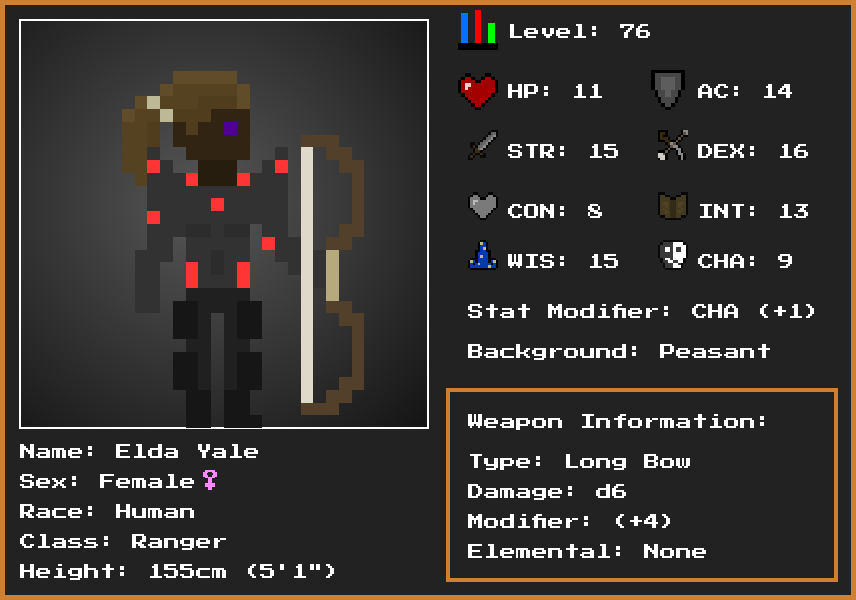 Level: 76
HP: 11
AC: 14
STR: 15
DEX: 16
CON: 8
INT: 13
WIS: 15
CHA: 9
Stat Modifier: CHA (+1)
Background: Peasant
Weapon Information:
Type: Long Bow
Damage: d6
Modifier: (+4)
Elemental: None
Name: Elda Yale
Sex: Female♀
Race: Human
Class: Ranger
Height: 155cm (5'1")